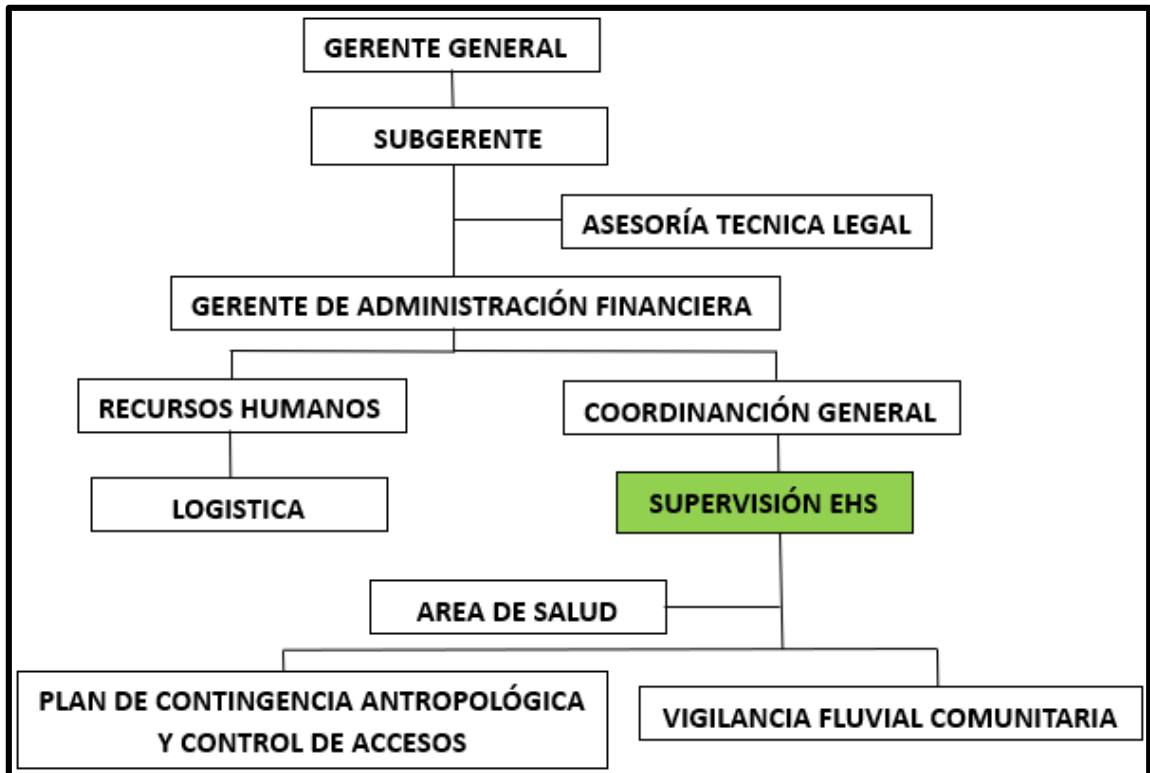 GERENTE GENERAL
SUBGERENTE
ASESORÍA TECNICA LEGAL
GERENTE DE ADMINISTRACIÓN FINANCIERA
RECURSOS HUMANOS
COORDINANCIÓN GENERAL
LOGISTICA
SUPERVISIÓN EHS
AREA DE SALUD
PLAN DE CONTINGENCIA ANTROPOLÓGICA
Y CONTROL DE ACCESOS
VIGILANCIA FLUVIAL COMUNITARIA